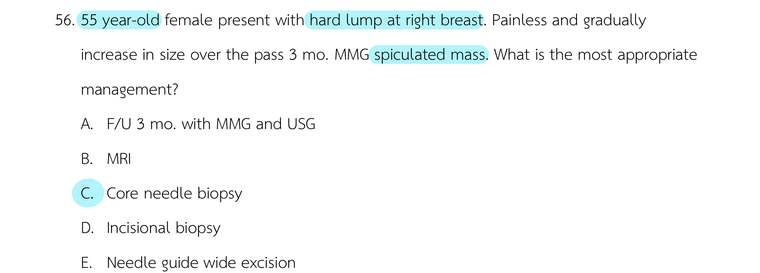 56. 55 year-old female present with hard lump at right breast. Painless and gradually
increase in size over the pass 3 mo. MMG spiculated mass. What is the most appropriate
management?
A. F/U 3 mo. with MMG and USG
B. MRI
C. Core needle biopsy
D. Incisional biopsy
E. Needle guide wide excision